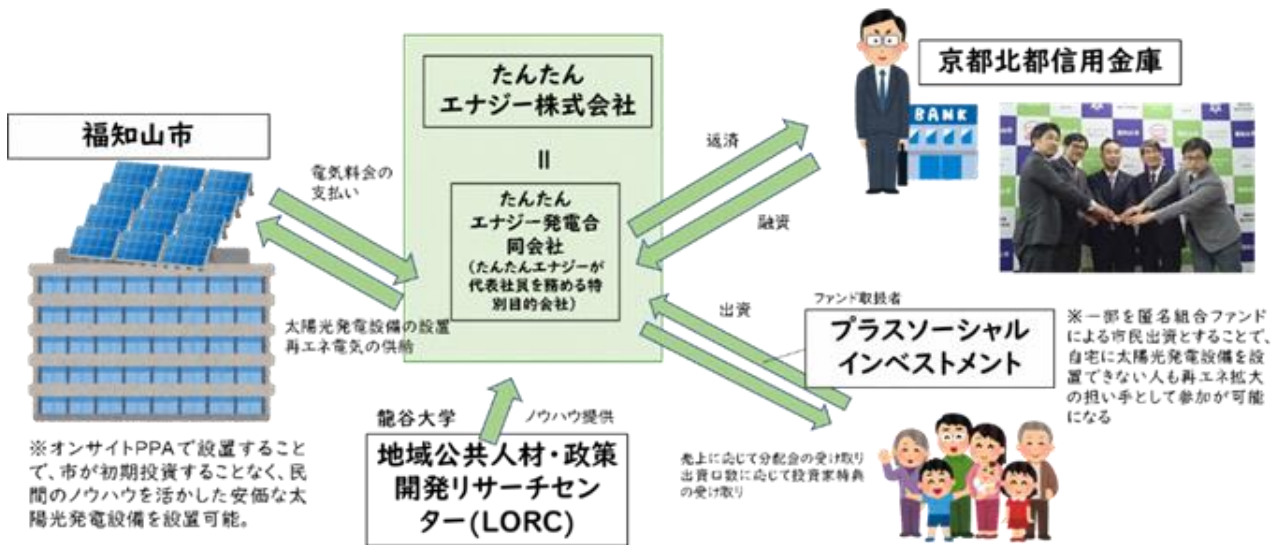 福知山市
※オンサイトPPAで設置すること
で、市が初期投資することなく、民
間のノウハウを活かした安価な太
陽光発電設備を設置可能。
電気料金の
支払い
太陽光発電設備の設置
再エネ電気の供給
たんたん
エナジー株式会社
=
たんたん
エナジー発電合
同会社
(たんたんエナジーが
代表社員を務める特
別目的会社)
龍谷大学
ノウハウ提供
地域公共人材・政策
開発リサーチセン
ター(LORC)
返済
融資
BANK
京都北都信用金庫
出資
ファンド取扱者
プラスソーシャル
インベストメント
※一部を匿名組合ファンド
による市民出資とすることで、
自宅に太陽光発電設備を設
置できない人も再エネ拡大
の担い手として参加が可能
になる
売上に応じて分配金の受け取り
出資口数に応じて投資家特典
の受け取り